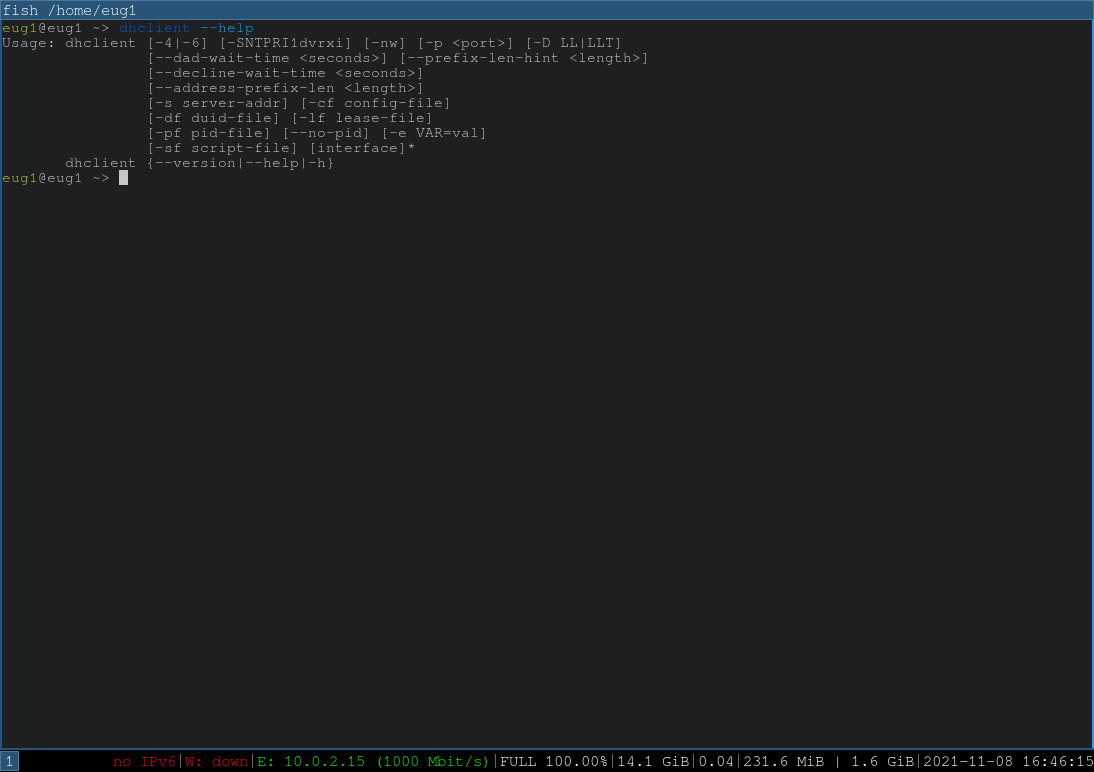 fish /home/eug1
eug1@eug1 ~> dhclient --help
Usage: dhclient [-4|-6] [-SNTPRI1dvrxi] [-nw] [-p <port>] [-D LL|LLT]
                [--dad-wait-time <seconds>] [--prefix-len-hint <length>]
                [--decline-wait-time <seconds>]
                [--address-prefix-len <length>]
                [-s server-addr] [-cf config-file]
                [-df duid-file] [-lf lease-file]
                [-pf pid-file] [--no-pid] [-e VAR=val]
                [-sf script-file] [interface]*
       dhclient {--version|--help|-h}
eug1@eug1 ~>
1 no IPv6|W: down|E: 10.0.2.15 (1000 Mbit/s)|FULL 100.00%|14.1 GiB|0.04|231.6 MiB | 1.6 GiB|2021-11-08 16:46:15